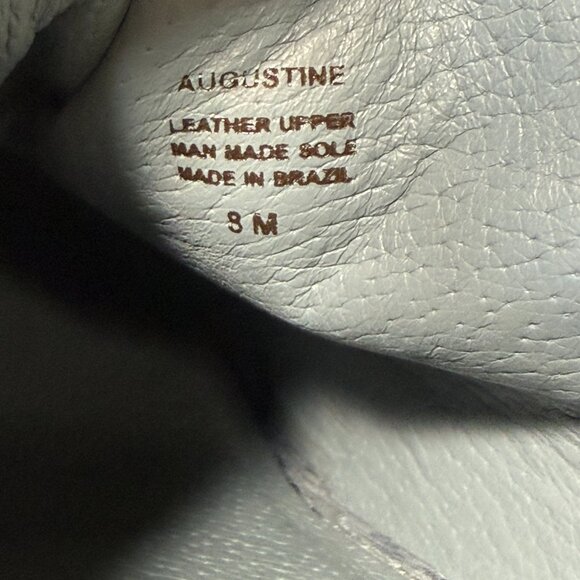 AUGUSTINE
LEATHER UPPER
MAN MADE SOLE
MADE IN BRAZIL
8 M